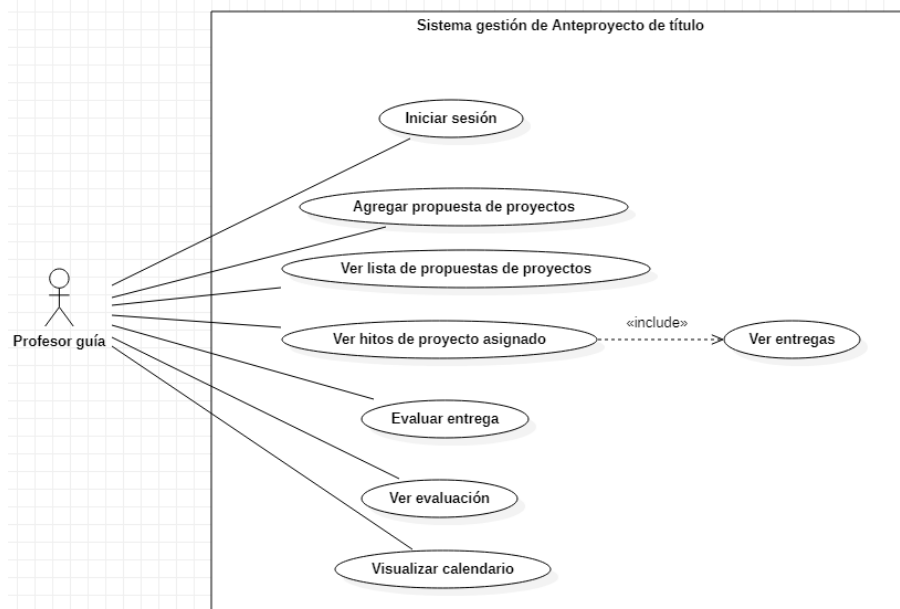 Sistema gestión de Anteproyecto de título
Iniciar sesión
Agregar propuesta de proyectos
Ver lista de propuestas de proyectos
Profesor guía
Ver hitos de proyecto asignado
«include»
Ver entregas
Evaluar entrega
Ver evaluación
Visualizar calendario